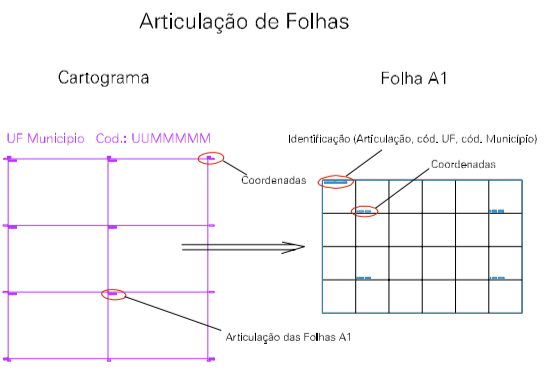 Articulação de Folhas
Cartograma
Folha A1
UF Municipio Cod.: UUMMMMM
Identificação (Articulação, cód. UF, cód. Município)
Coordenadas
Coordenadas
Articulação das Folhas A1